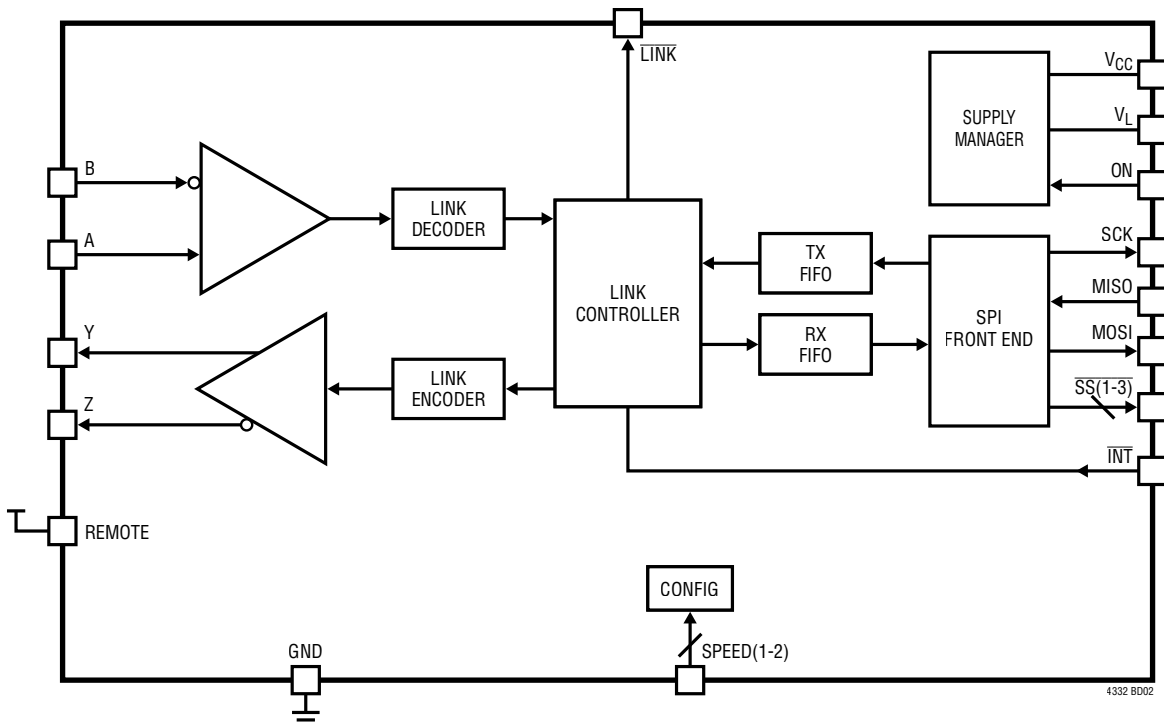 LINK
VCC
SUPPLY
MANAGER
VL
ON
B
LINK
DECODER
A
SCK
TX
FIFO
MISO
LINK
CONTROLLER
SPI
FRONT END
Y
RX
FIFO
MOSI
LINK
ENCODER
SS(1-3)
Z
INT
REMOTE
CONFIG
GND
SPEED(1-2)
4332 BD02